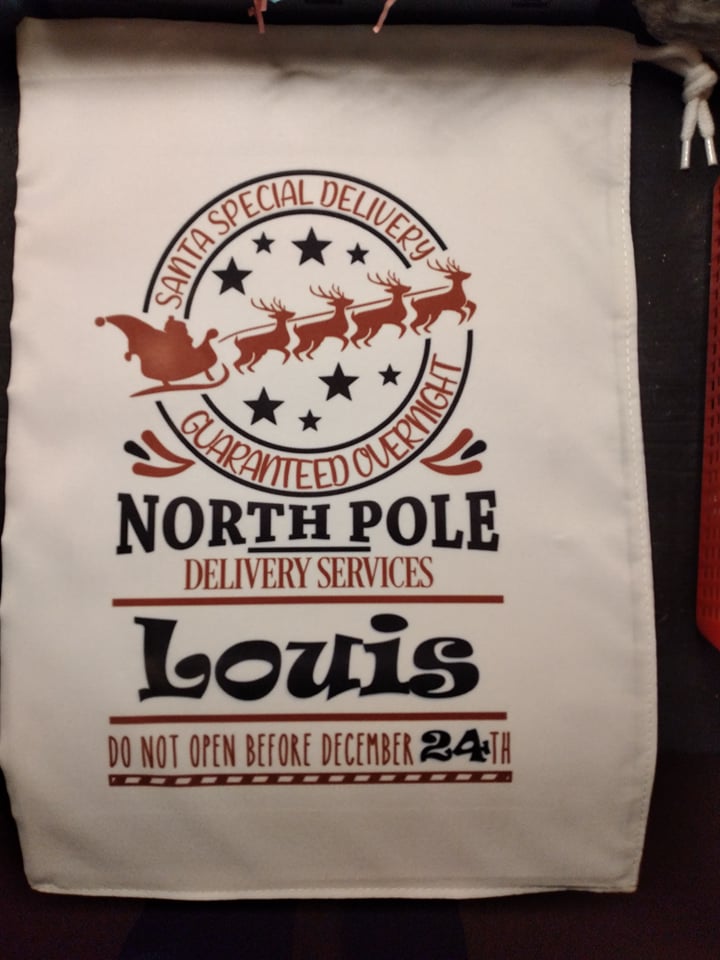 SANTA SPECIAL DELIVERY
GUARANTEED OVERNIGHT
NORTH POLE
DELIVERY SERVICES
Louis
DO NOT OPEN BEFORE DECEMBER 24TH